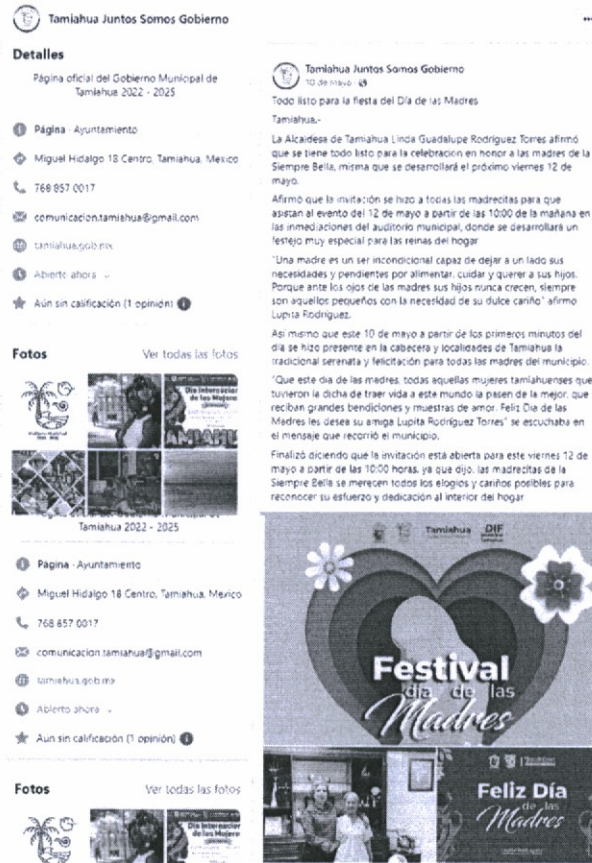 Tamiahua Juntos Somos Gobierno
Detalles
Página oficial del Gobierno Municipal de
Tamiahua 2022 - 2025
Página · Ayuntamiento
Miguel Hidalgo 18 Centro, Tamiahua, Mexico
768 857 0017
comunicacion.tamiahua@gmail.com
tamiahua.gob.mx
Abierto ahora
Aún sin calificación (1 opinión)
Fotos
Ver todas las fotos
Día Internacional
de las Mujeres
TAMIAHUA
Tamiahua 2022 - 2025
Página · Ayuntamiento
Miguel Hidalgo 18 Centro, Tamiahua, Mexico
768 857 0017
comunicacion.tamiahua@gmail.com
tamiahua.gob.mx
Abierto ahora
Aún sin calificación (1 opinión)
Fotos
Ver todas las fotos
Tamiahua Juntos Somos Gobierno
10 de mayo
Todo listo para la fiesta del Día de las Madres
Tamiahua.-
La Alcaldesa de Tamiahua Linda Guadalupe Rodríguez Torres afirmó
que se tiene todo listo para la celebración en honor a las madres de la
Siempre Bella, misma que se desarrollará el próximo viernes 12 de
mayo.
Afirmó que la invitación se hizo a todas las madrecitas para que
asistan al evento del 12 de mayo a partir de las 10:00 de la mañana en
las inmediaciones del auditorio municipal, donde se desarrollará un
festejo muy especial para las reinas del hogar
"Una madre es un ser incondicional capaz de dejar a un lado sus
necesidades y pendientes por alimentar, cuidar y querer a sus hijos.
Porque ante los ojos de las madres sus hijos nunca crecen, siempre
son aquellos pequeños con la necesidad de su dulce cariño" afirmo
Lupita Rodríguez.
Así mismo que este 10 de mayo a partir de los primeros minutos del
día se hizo presente en la cabecera y localidades de Tamiahua la
tradicional serenata y felicitación para todas las madres del municipio.
"Que este día de las madres, todas aquellas mujeres tamiahuenses que
tuvieron la dicha de traer vida a este mundo la pasen de la mejor, que
reciban grandes bendiciones y muestras de amor. Feliz Dia de las
Madres les desea su amiga Lupita Rodríguez Torres" se escuchaba en
el mensaje que recorrió el municipio.
Finalizó diciendo que la invitación está abierta para este viernes 12 de
mayo a partir de las 10:00 horas, ya que dijo, las madrecitas de la
Siempre Bella se merecen todos los elogios y cariños posibles para
reconocer su esfuerzo y dedicación al interior del hogar
Tamiahua DIF
Festival
día de las
Madres
Feliz Día
de las
Madres